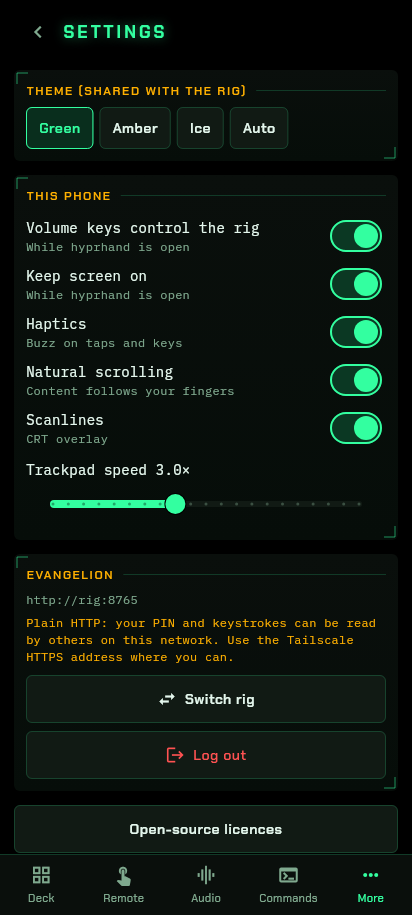 SETTINGS
THEME (SHARED WITH THE RIG)
Green
Amber
Ice
Auto
THIS PHONE
Volume keys control the rig
While hyprhand is open
Keep screen on
While hyprhand is open
Haptics
Buzz on taps and keys
Natural scrolling
Content follows your fingers
Scanlines
CRT overlay
Trackpad speed 3.0×
EVANGELION
http://rig:8765
Plain HTTP: your PIN and keystrokes can be read
by others on this network. Use the Tailscale
HTTPS address where you can.
Switch rig
Log out
Open-source licences
Deck
Remote
Audio
Commands
More